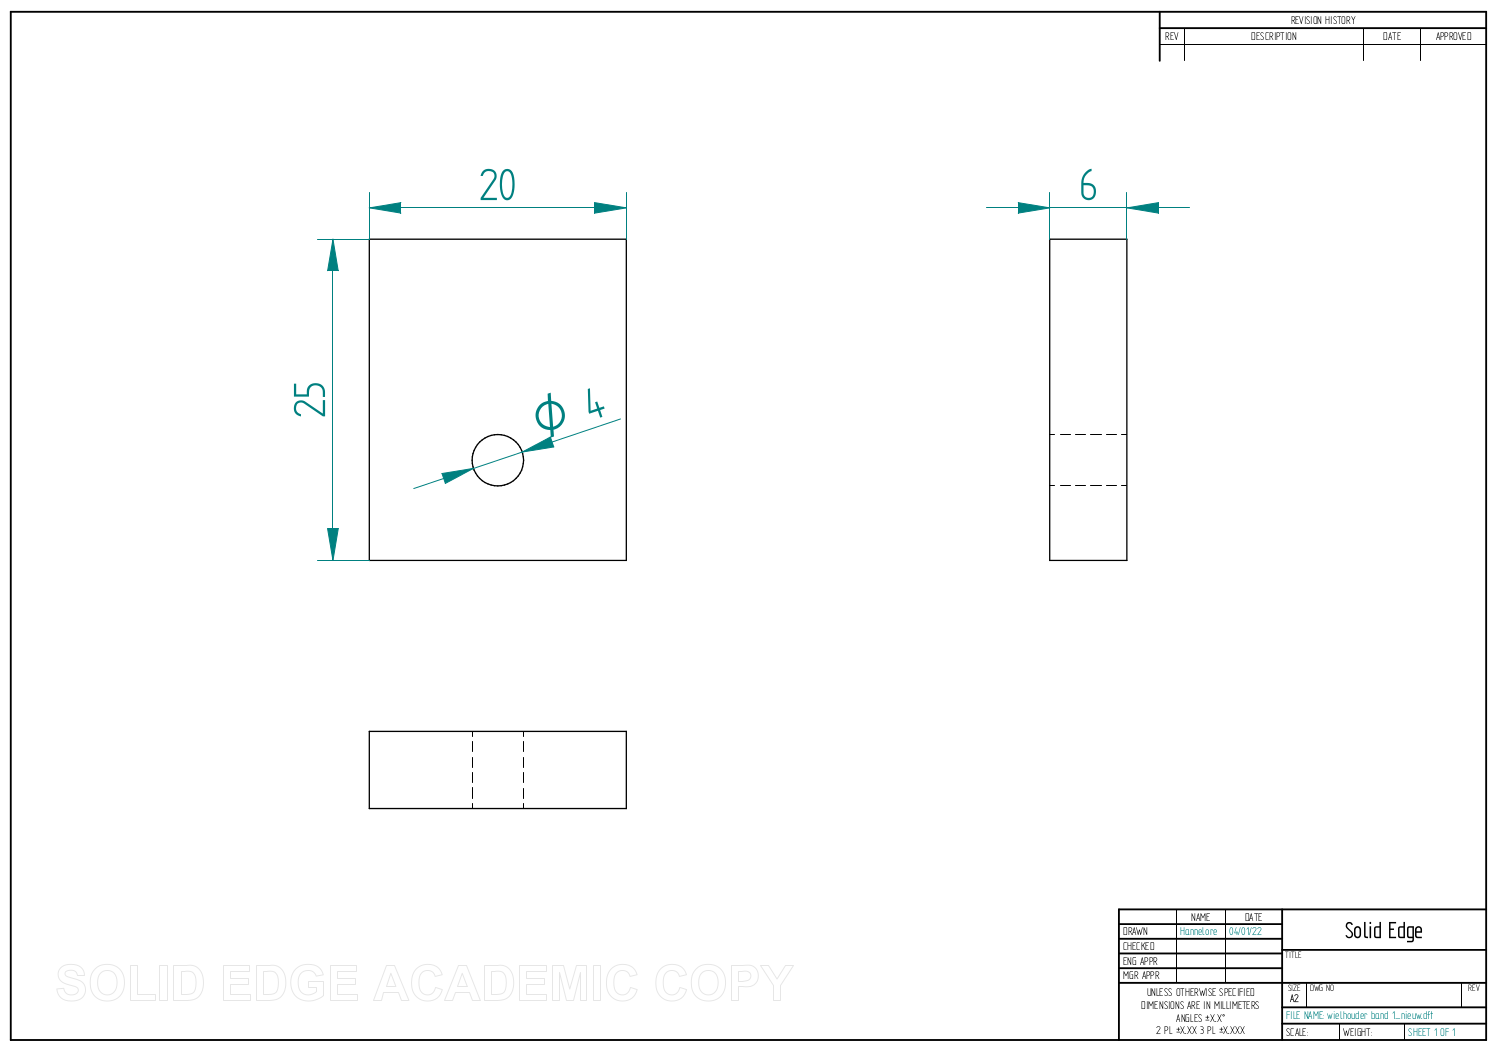 REVISION HISTORY
REV DESCRIPTION DATE APPROVED
20
6
25
ϕ 4
NAME DATE
DRAWN Hannelore 04/01/22
CHECKED
ENG APPR
MGR APPR
UNLESS OTHERWISE SPECIFIED
DIMENSIONS ARE IN MILLIMETERS
ANGLES ±X.X°
2 PL ±X.XX 3 PL ±X.XXX
Solid Edge
TITLE
SIZE DWG NO REV
A2
FILE NAME: wielhouder band 1_nieuw.dft
SCALE: WEIGHT: SHEET 1 OF 1
SOLID EDGE ACADEMIC COPY